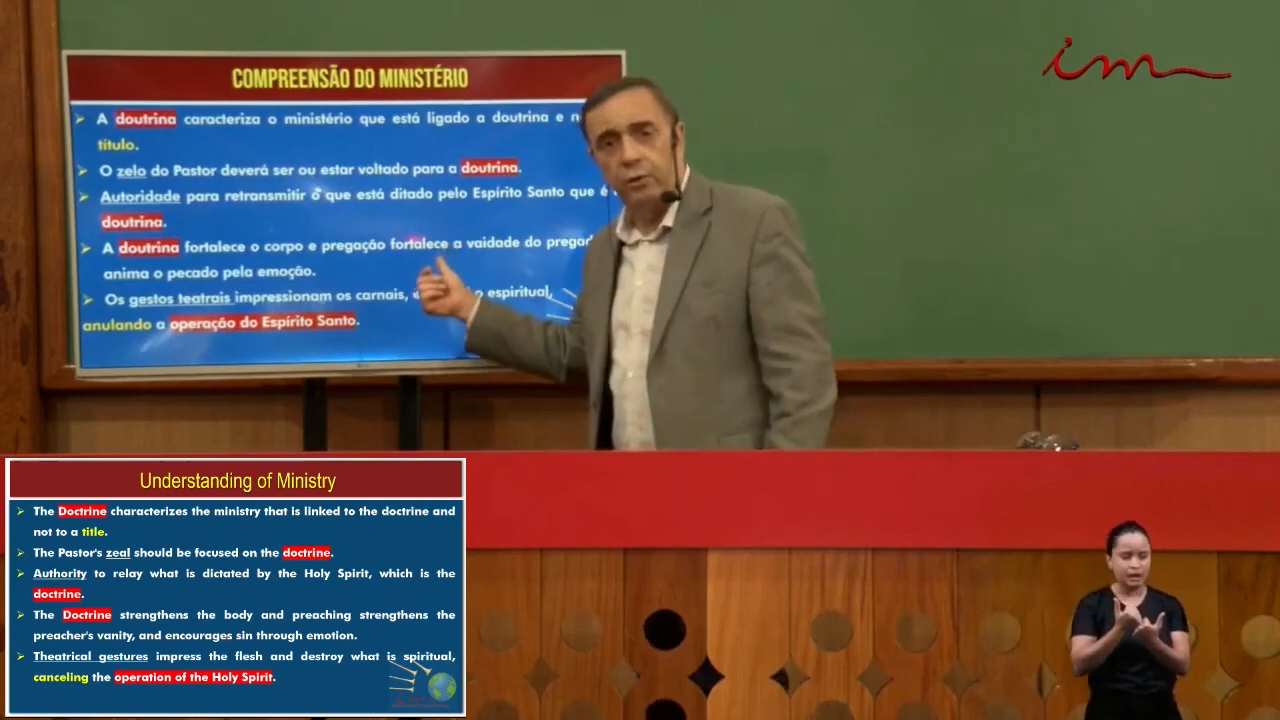 im
COMPREENSÃO DO MINISTÉRIO
A doutrina caracteriza o ministério que está ligado a doutrina e
título.
O zelo do Pastor deverá ser ou estar voltado para a doutrina.
Autoridade para retransmitir o que está ditado pelo Espírito Santo que é
doutrina.
A doutrina fortalece o corpo e pregação fortalece a vaidade do
anima o pecado pela emoção.
Os gestos teatrais impressionam os carnais, o espiritual,
anulando a operação do Espírito Santo.
Understanding of Ministry
The Doctrine characterizes the ministry that is linked to the doctrine and
not to a title.
The Pastor's zeal should be focused on the doctrine.
Authority to relay what is dictated by the Holy Spirit, which is the
doctrine.
The Doctrine strengthens the body and preaching strengthens the
preacher's vanity, and encourages sin through emotion.
Theatrical gestures impress the flesh and destroy what is spiritual,
canceling the operation of the Holy Spirit.